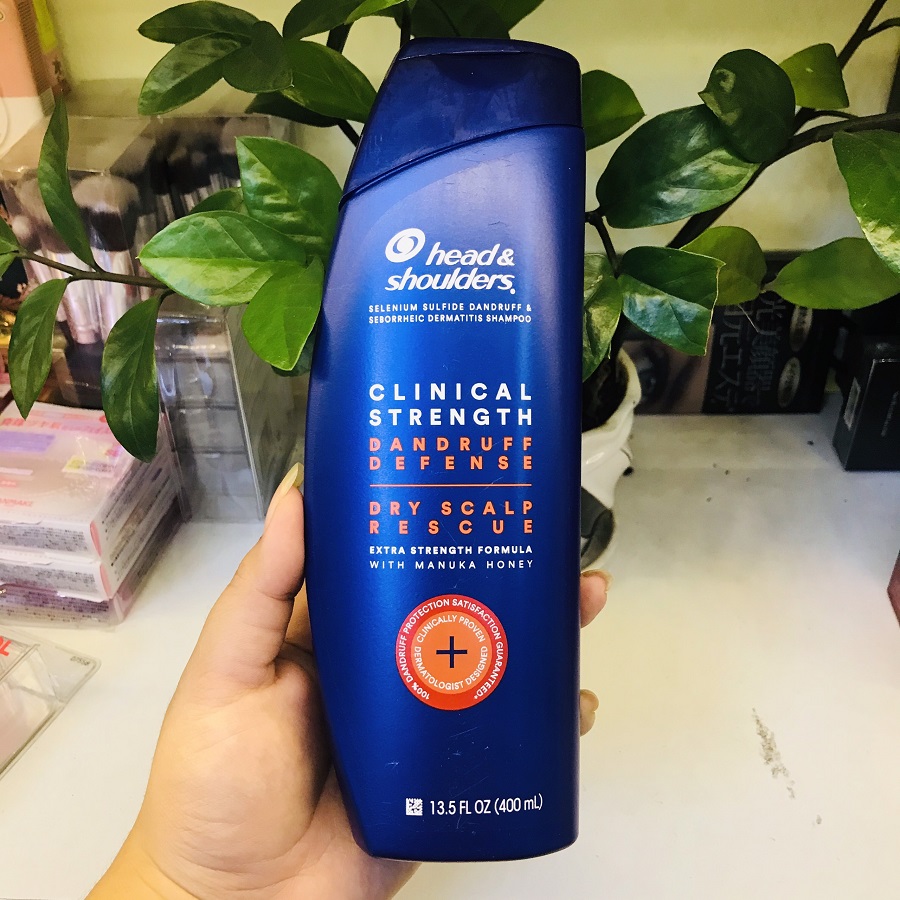 head &
shoulders
SELENIUM SULFIDE DANDRUFF &
SEBORRHEIC DERMATITIS SHAMPOO
CLINICAL
STRENGTH
DANDRUFF
DEFENSE
DRY SCALP
RESCUE
EXTRA STRENGTH FORMULA
WITH MANUKA HONEY
100% DANDRUFF PROTECTION SATISFACTION GUARANTEED*
CLINICALLY PROVEN
DERMATOLOGIST DESIGNED
13.5 FL OZ (400 mL)